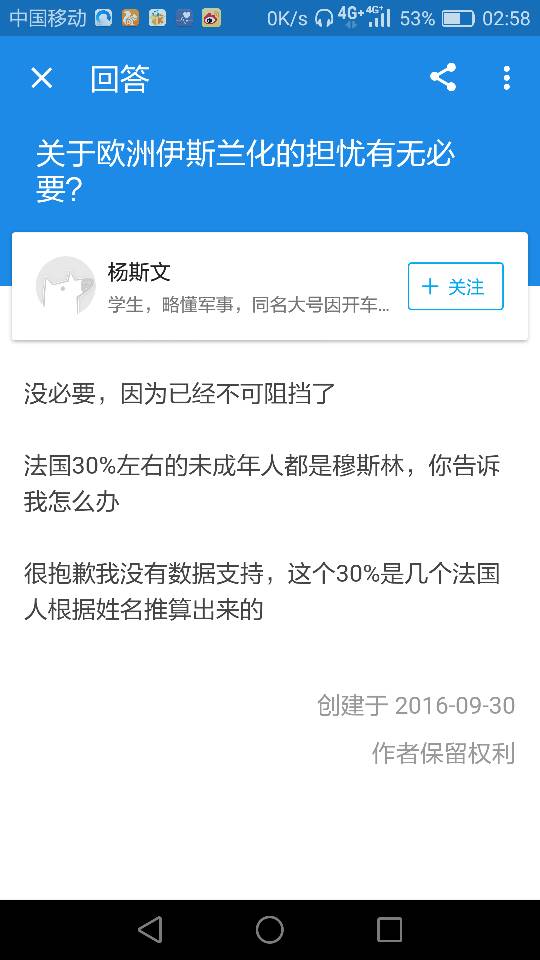 中国移动 0K/s 4G+ 4G+ 53% 02:58
回答
关于欧洲伊斯兰化的担忧有无必
要?
杨斯文
学生，略懂军事，同名大号因开车...
+ 关注
没必要，因为已经不可阻挡了
法国30%左右的未成年人都是穆斯林，你告诉
我怎么办
很抱歉我没有数据支持，这个30%是几个法国
人根据姓名推算出来的
创建于 2016-09-30
作者保留权利